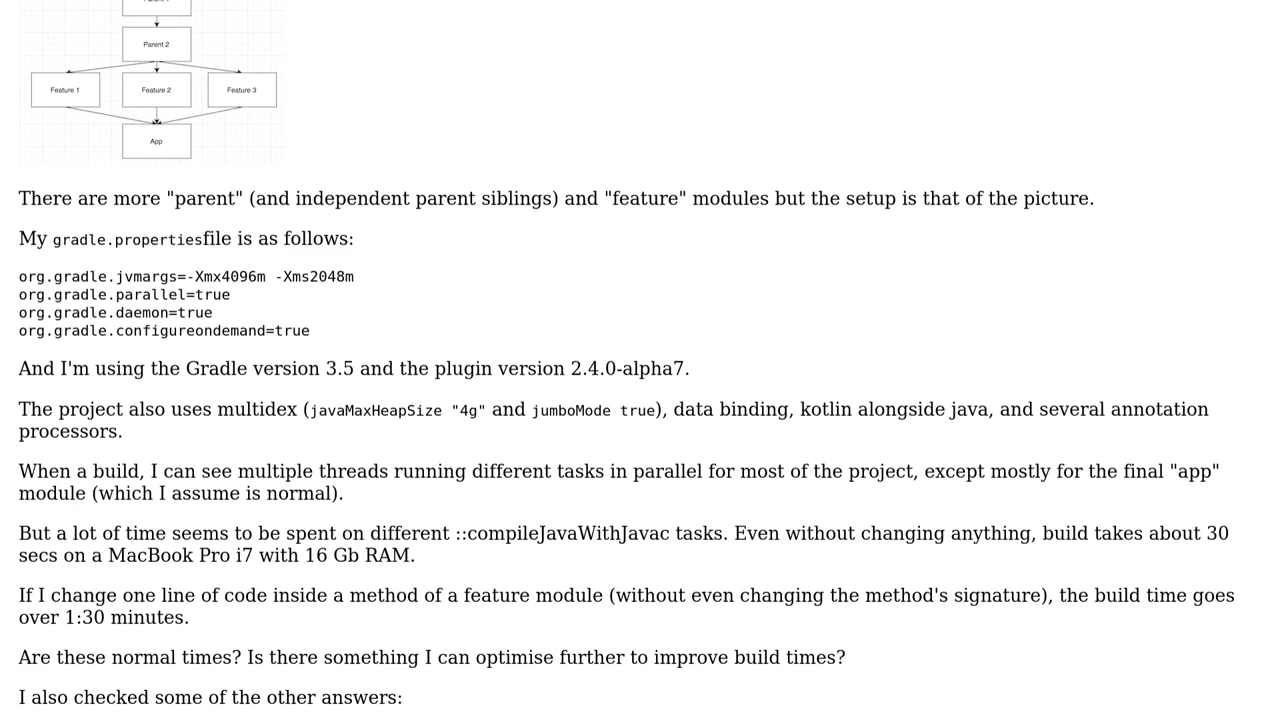 Parent 2
Feature 1
Feature 2
Feature 3
App
There are more "parent" (and independent parent siblings) and "feature" modules but the setup is that of the picture.
My gradle.propertiesfile is as follows:
org.gradle.jvmargs=-Xmx4096m -Xms2048m
org.gradle.parallel=true
org.gradle.daemon=true
org.gradle.configureondemand=true
And I'm using the Gradle version 3.5 and the plugin version 2.4.0-alpha7.
The project also uses multidex (javaMaxHeapSize "4g" and jumboMode true), data binding, kotlin alongside java, and several annotation
processors.
When a build, I can see multiple threads running different tasks in parallel for most of the project, except mostly for the final "app"
module (which I assume is normal).
But a lot of time seems to be spent on different ::compileJavaWithJavac tasks. Even without changing anything, build takes about 30
secs on a MacBook Pro i7 with 16 Gb RAM.
If I change one line of code inside a method of a feature module (without even changing the method's signature), the build time goes
over 1:30 minutes.
Are these normal times? Is there something I can optimise further to improve build times?
I also checked some of the other answers: